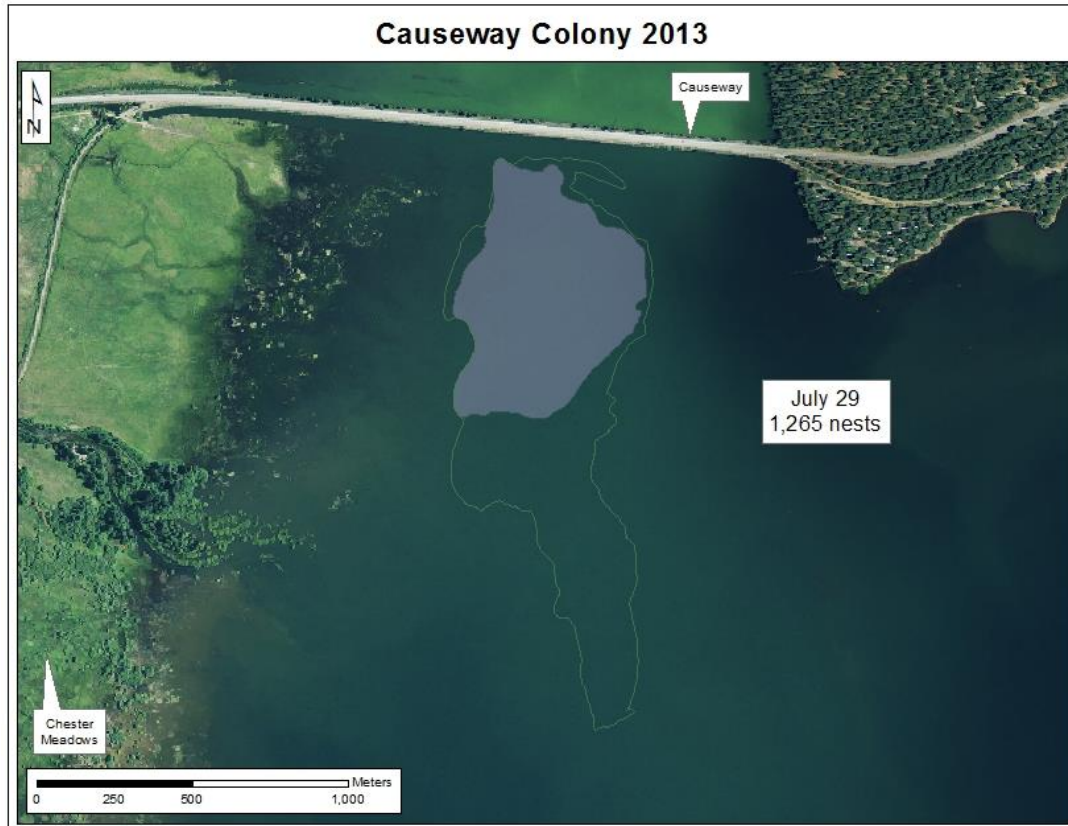 Causeway Colony 2013
N
Causeway
July 29
1,265 nests
Chester
Meadows
Meters
0 250 500 1,000